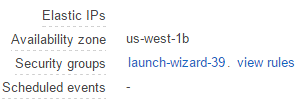 Elastic IPs
Availability zone us-west-1b
Security groups launch-wizard-39. view rules
Scheduled events -